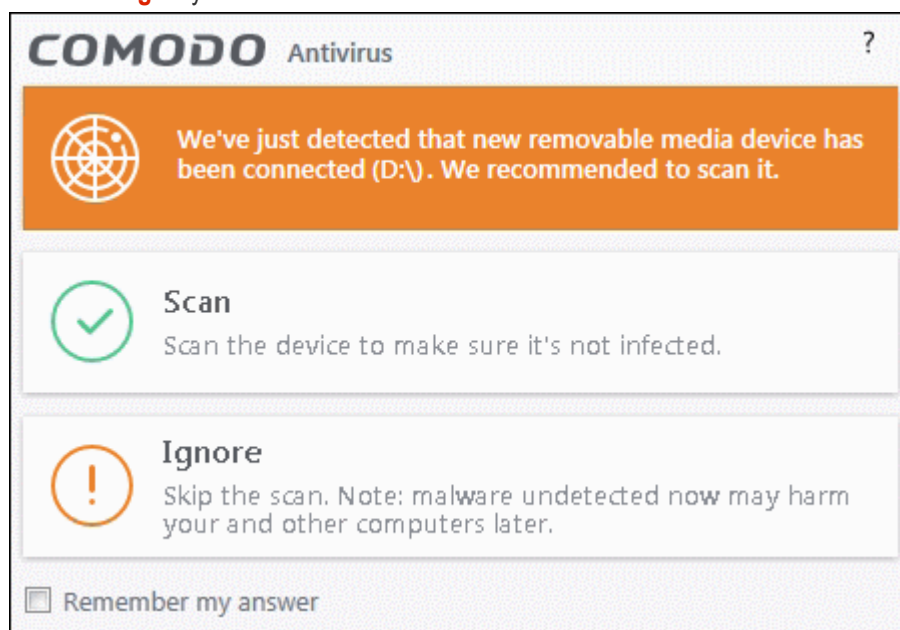 COMODO Antivirus ?
We've just detected that new removable media device has
been connected (D:\). We recommended to scan it.
Scan
Scan the device to make sure it's not infected.
Ignore
Skip the scan. Note: malware undetected now may harm
your and other computers later.
Remember my answer